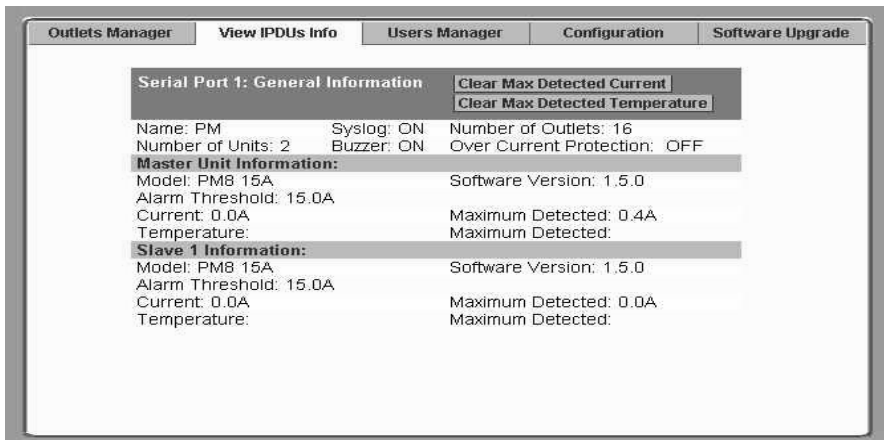 Outlets Manager View IPDUs Info Users Manager Configuration Software Upgrade
Serial Port 1: General Information Clear Max Detected Current
Clear Max Detected Temperature
Name: PM Syslog: ON Number of Outlets: 16
Number of Units: 2 Buzzer: ON Over Current Protection: OFF
Master Unit Information:
Model: PM8 15A Software Version: 1.5.0
Alarm Threshold: 15.0A
Current: 0.0A Maximum Detected: 0.4A
Temperature: Maximum Detected:
Slave 1 Information:
Model: PM8 15A Software Version: 1.5.0
Alarm Threshold: 15.0A
Current: 0.0A Maximum Detected: 0.0A
Temperature: Maximum Detected: